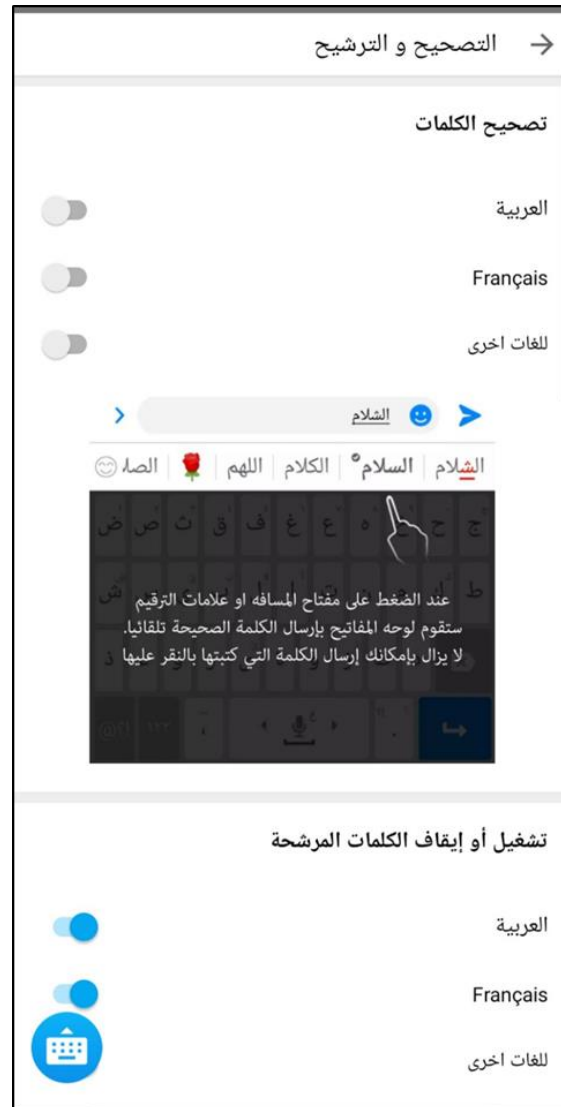 التصحيح و الترشيح
تصحيح الكلمات
العربية
Français
للغات اخرى
الشلام
الشلام السلام الكلام اللهم الصل
عند الضغط على مفتاح المسافه او علامات الترقيم
ستقوم لوحه المفاتيح بإرسال الكلمة الصحيحة تلقائيا.
لا يزال بإمكانك إرسال الكلمة التي كتبتها بالنقر عليها
تشغيل أو إيقاف الكلمات المرشحة
العربية
Français
للغات اخرى